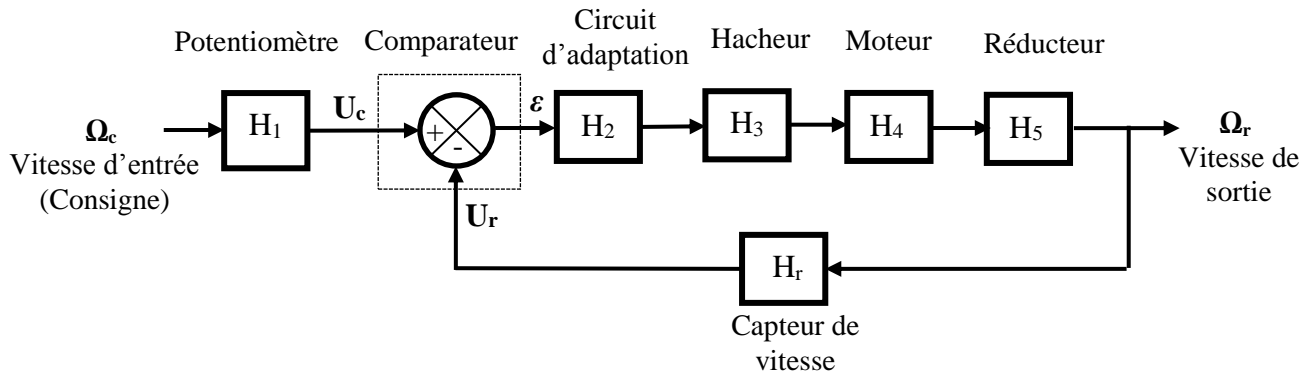 Potentiomètre
Comparateur
Circuit
d’adaptation
Hacheur
Moteur
Réducteur
Ωc
Vitesse d’entrée
(Consigne)
H1
Uc
+
-
ε
H2
H3
H4
H5
Ωr
Vitesse de
sortie
Ur
Hr
Capteur de
vitesse